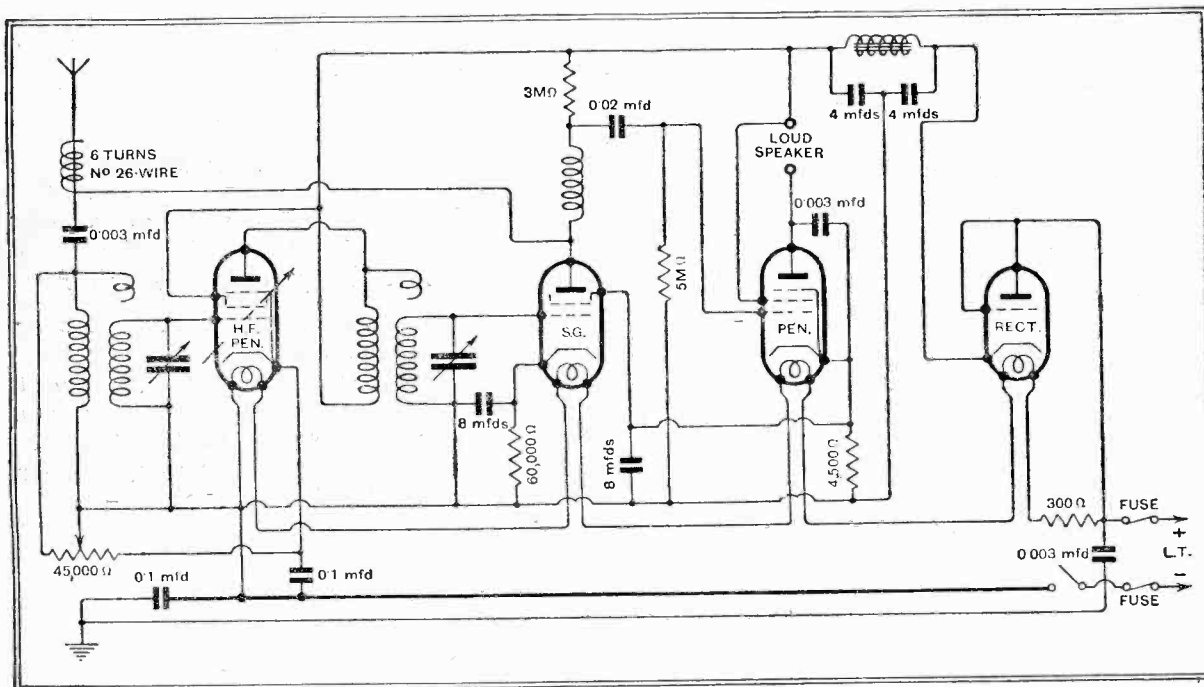 6 TURNS
Nº 26·WIRE
0·003 mfd
3MΩ
0·02 mfd
LOUD
SPEAKER
4 mfds
4 mfds
0·003 mfd
5MΩ
H.F.
PEN.
S.G.
PEN.
RECT.
8 mfds
60,000 Ω
8 mfds
4,500 Ω
45,000 Ω
0·1 mfd
0·1 mfd
300 Ω
FUSE
+
L.T.
−
0·003 mfd
FUSE